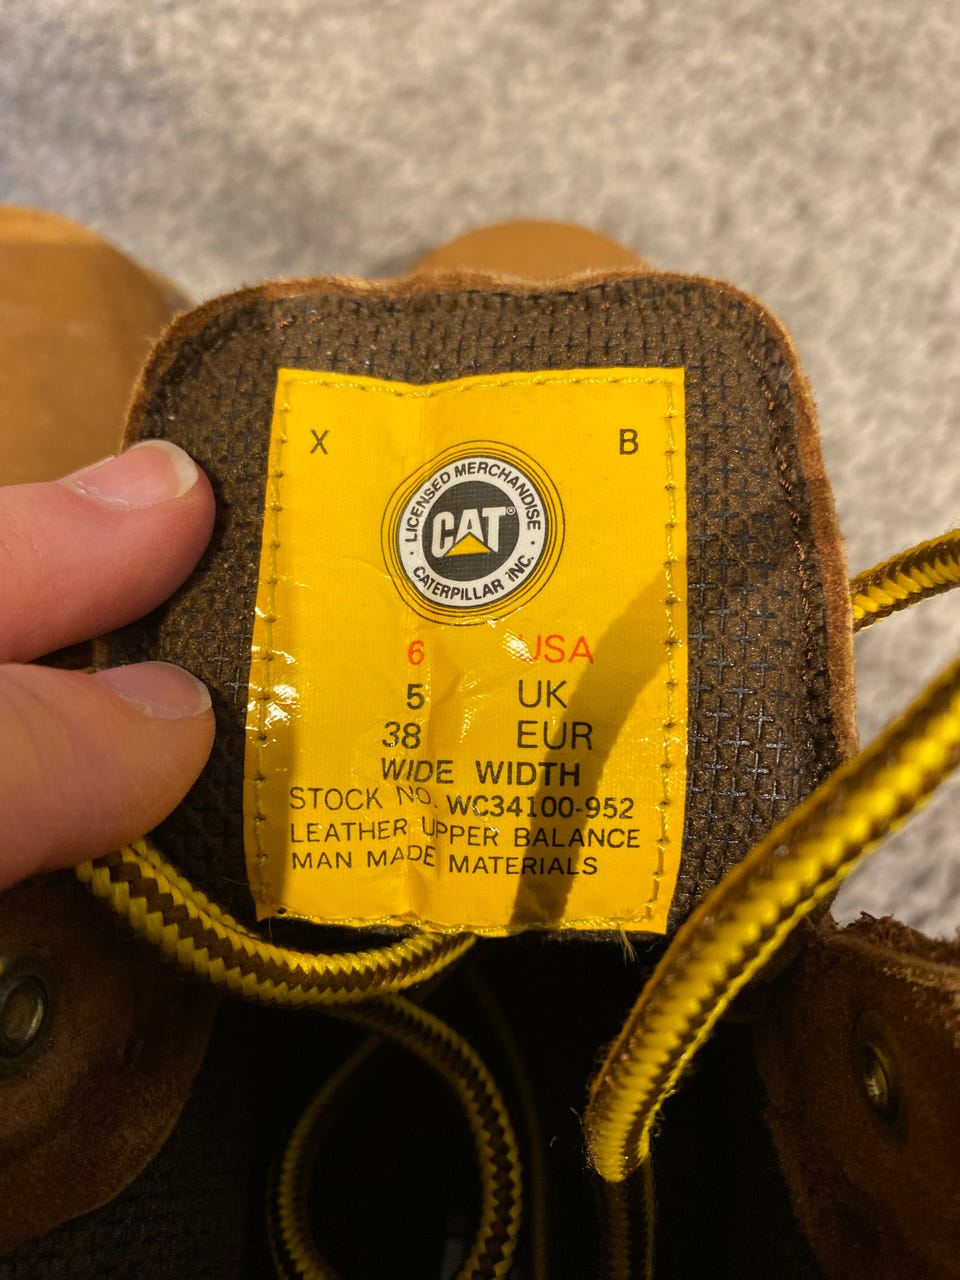 X B
LICENSED MERCHANDISE
CAT®
CATERPILLAR INC.
6 USA
5 UK
38 EUR
WIDE WIDTH
STOCK NO. WC34100-952
LEATHER UPPER BALANCE
MAN MADE MATERIALS